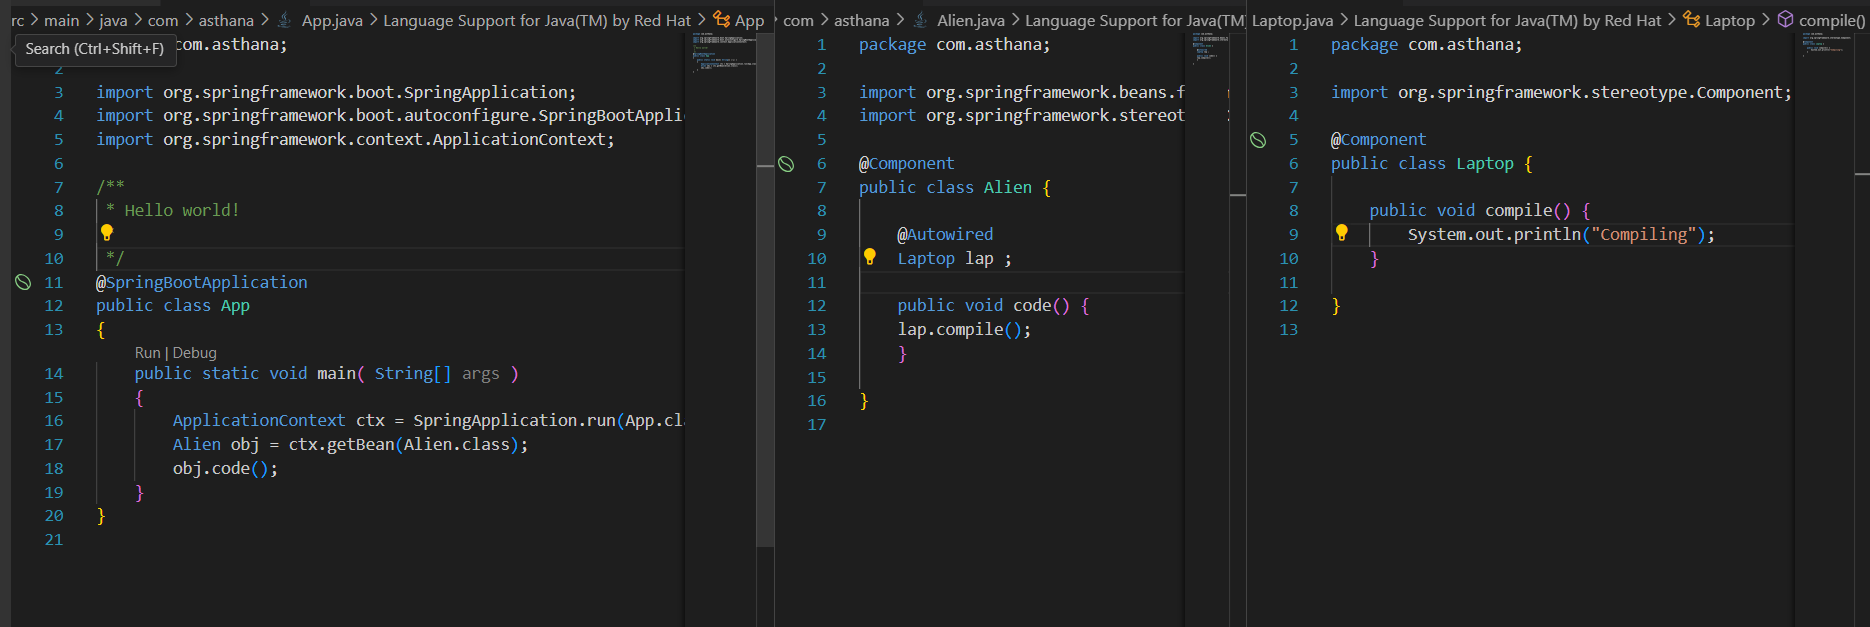 rc > main > java > com > asthana > App.java > Language Support for Java(TM) by Red Hat > App
Search (Ctrl+Shift+F)
com.asthana;
2
3 import org.springframework.boot.SpringApplication;
4 import org.springframework.boot.autoconfigure.SpringBootAppli
5 import org.springframework.context.ApplicationContext;
6
7 /**
8 * Hello world!
9
10 */
11 @SpringBootApplication
12 public class App
13 {
Run | Debug
14 public static void main( String[] args )
15 {
16 ApplicationContext ctx = SpringApplication.run(App.cl
17 Alien obj = ctx.getBean(Alien.class);
18 obj.code();
19 }
20 }
21
com > asthana > Alien.java > Language Support for Java(TM
1 package com.asthana;
2
3 import org.springframework.beans.f
4 import org.springframework.stereot
5
6 @Component
7 public class Alien {
8
9 @Autowired
10 Laptop lap ;
11
12 public void code() {
13 lap.compile();
14 }
15
16 }
17
Laptop.java > Language Support for Java(TM) by Red Hat > Laptop > compile()
1 package com.asthana;
2
3 import org.springframework.stereotype.Component;
4
5 @Component
6 public class Laptop {
7
8 public void compile() {
9 System.out.println("Compiling");
10 }
11
12 }
13